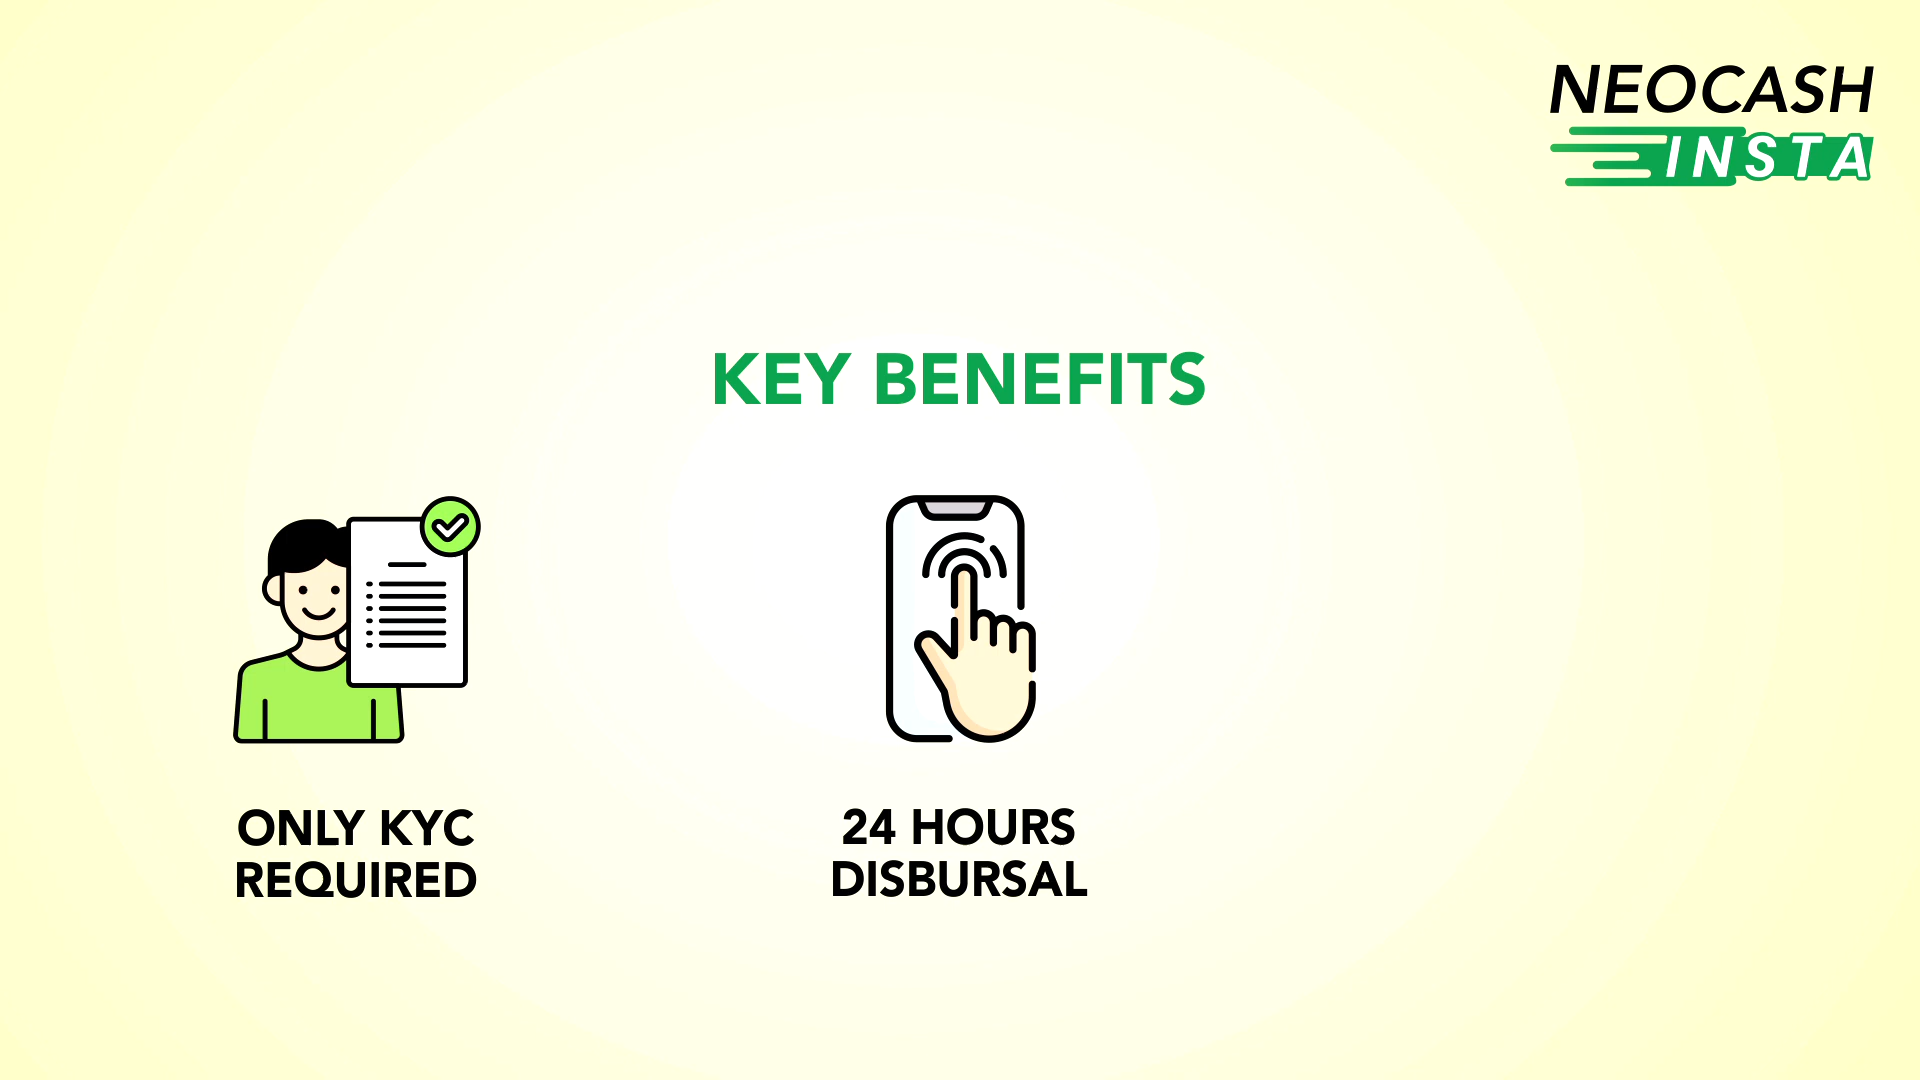 NEOCASH
INSTA
KEY BENEFITS
ONLY KYC
REQUIRED
24 HOURS
DISBURSAL